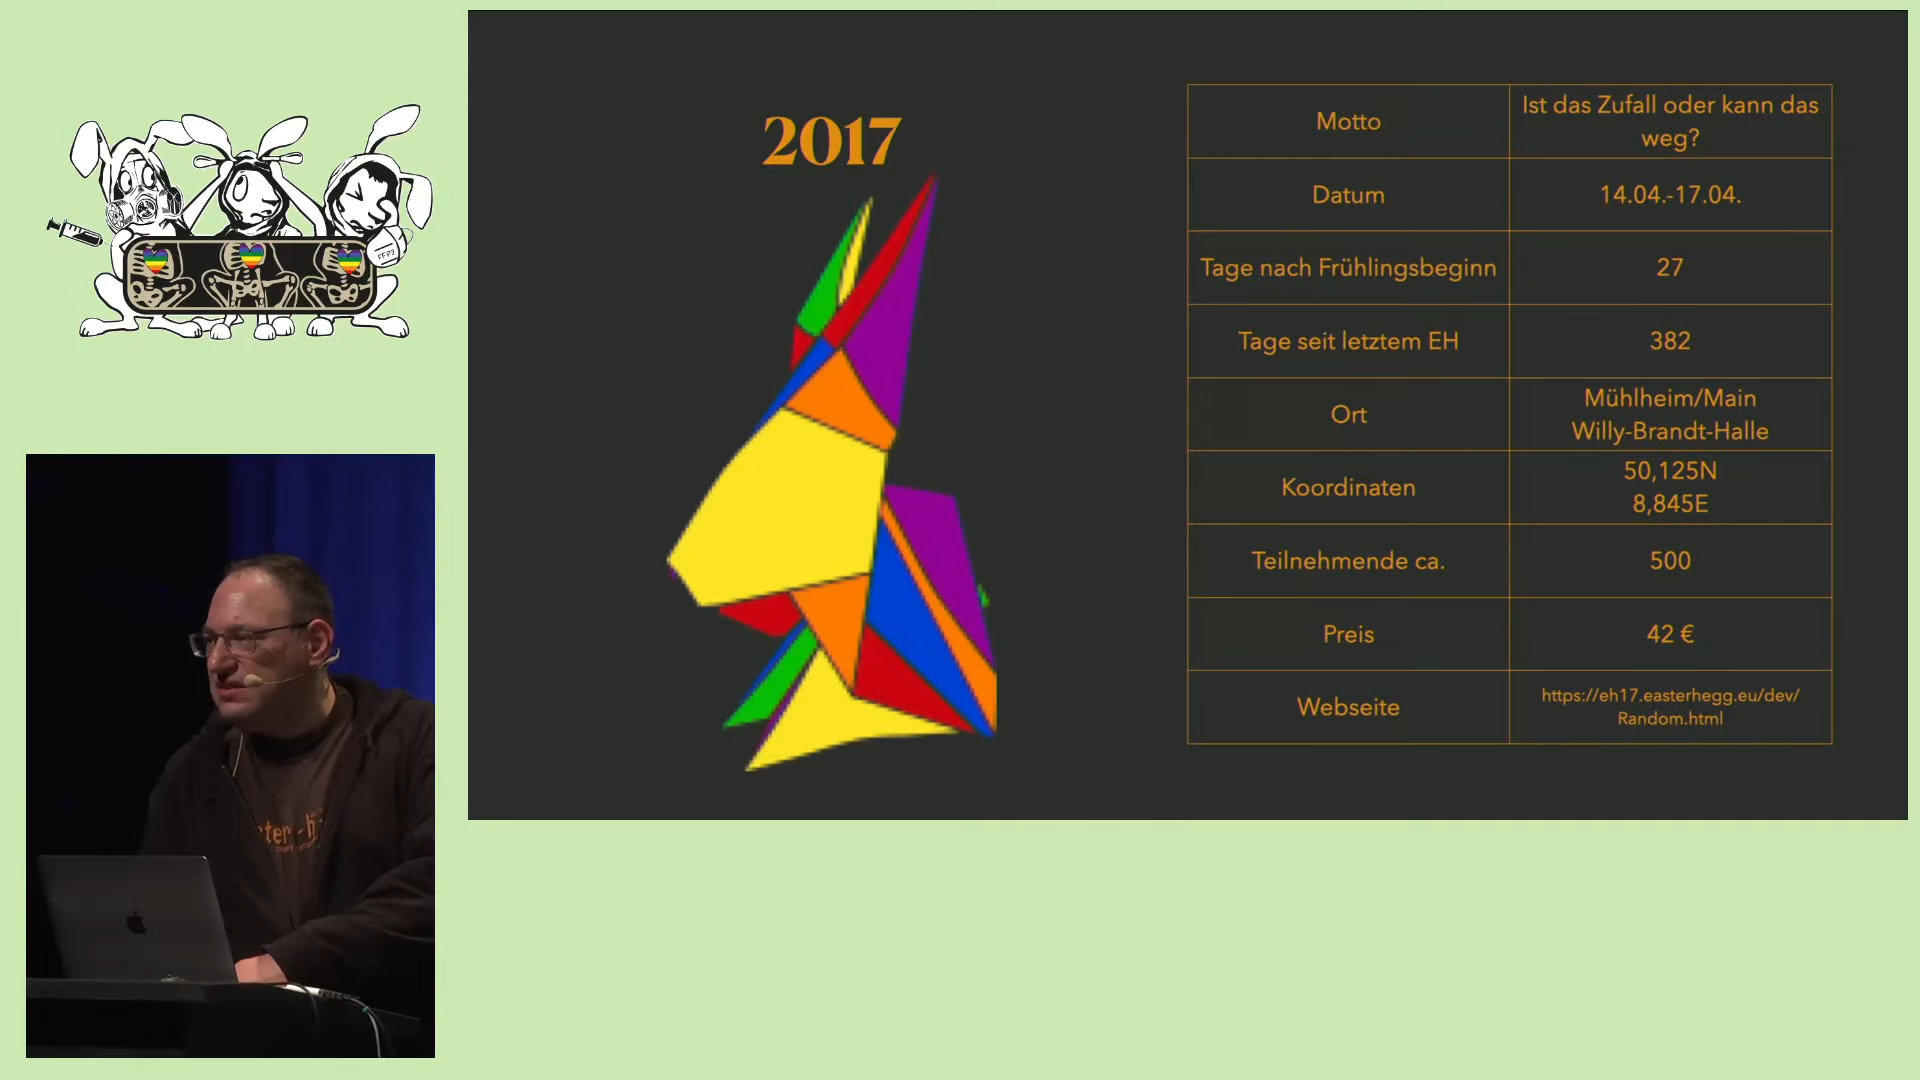 2017
Motto
Ist das Zufall oder kann das
weg?
Datum
14.04.-17.04.
Tage nach Frühlingsbeginn
27
Tage seit letztem EH
382
Ort
Mühlheim/Main
Willy-Brandt-Halle
Koordinaten
50,125N
8,845E
Teilnehmende ca.
500
Preis
42 €
Webseite
https://eh17.easterhegg.eu/dev/
Random.html
FFP2